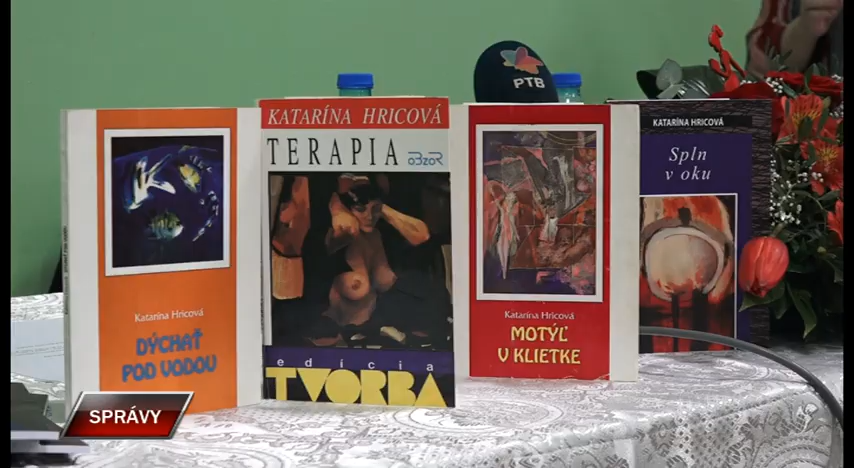 Katarína Hricová
DÝCHAŤ
POD VODOU
KATARÍNA HRICOVÁ
TERAPIA
OBZOR
edícia
TVORBA
Katarína Hricová
MOTÝĽ
V KLIETKE
KATARÍNA HRICOVÁ
Spln
v oku
PTB
SPRÁVY